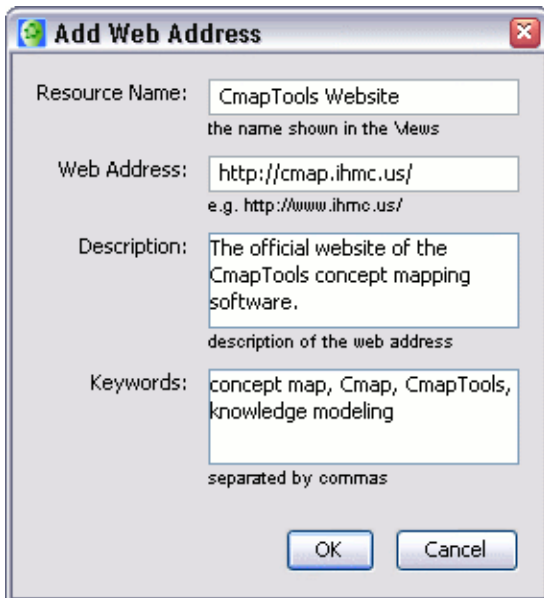 Add Web Address
Resource Name:
CmapTools Website
the name shown in the Views
Web Address:
http://cmap.ihmc.us/
e.g. http://www.ihmc.us/
Description:
The official website of the
CmapTools concept mapping
software.
description of the web address
Keywords:
concept map, Cmap, CmapTools,
knowledge modeling
separated by commas
OK
Cancel